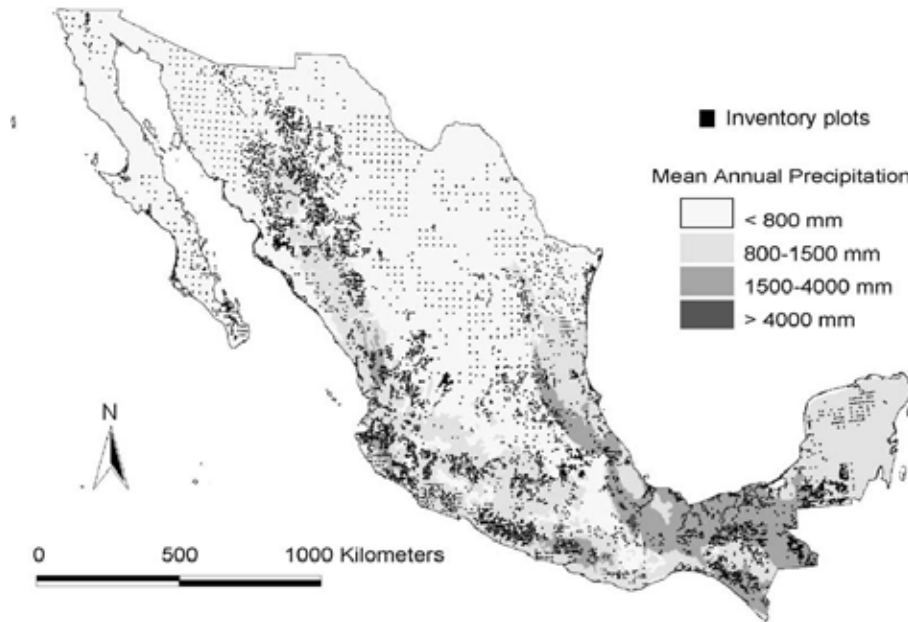 Inventory plots
Mean Annual Precipitation
< 800 mm
800-1500 mm
1500-4000 mm
> 4000 mm
N
0 500 1000 Kilometers